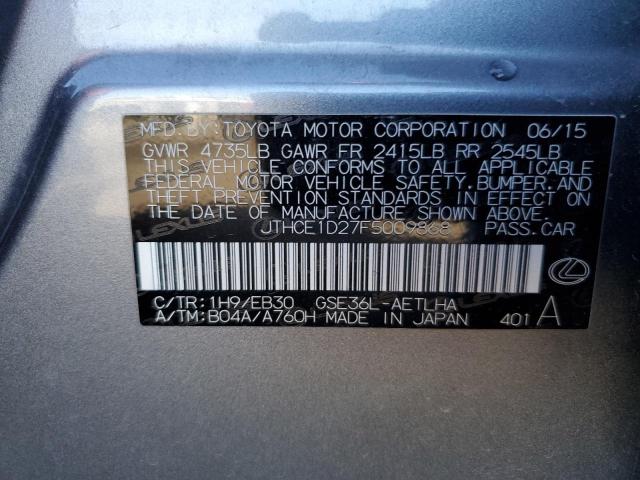 MFD.BY:TOYOTA MOTOR CORPORATION 06/15
GVWR 4735LB GAWR FR 2415LB RR 2545LB
THIS VEHICLE CONFORMS TO ALL APPLICABLE
FEDERAL MOTOR VEHICLE SAFETY,BUMPER,AND
THEFT PREVENTION STANDARDS IN EFFECT ON
THE DATE OF MANUFACTURE SHOWN ABOVE.
JTHCE1D27F5009868 PASS.CAR
C/TR:1H9/EB30 GSE36L-AETLHA
A/TM:B04A/A760H MADE IN JAPAN 401 A